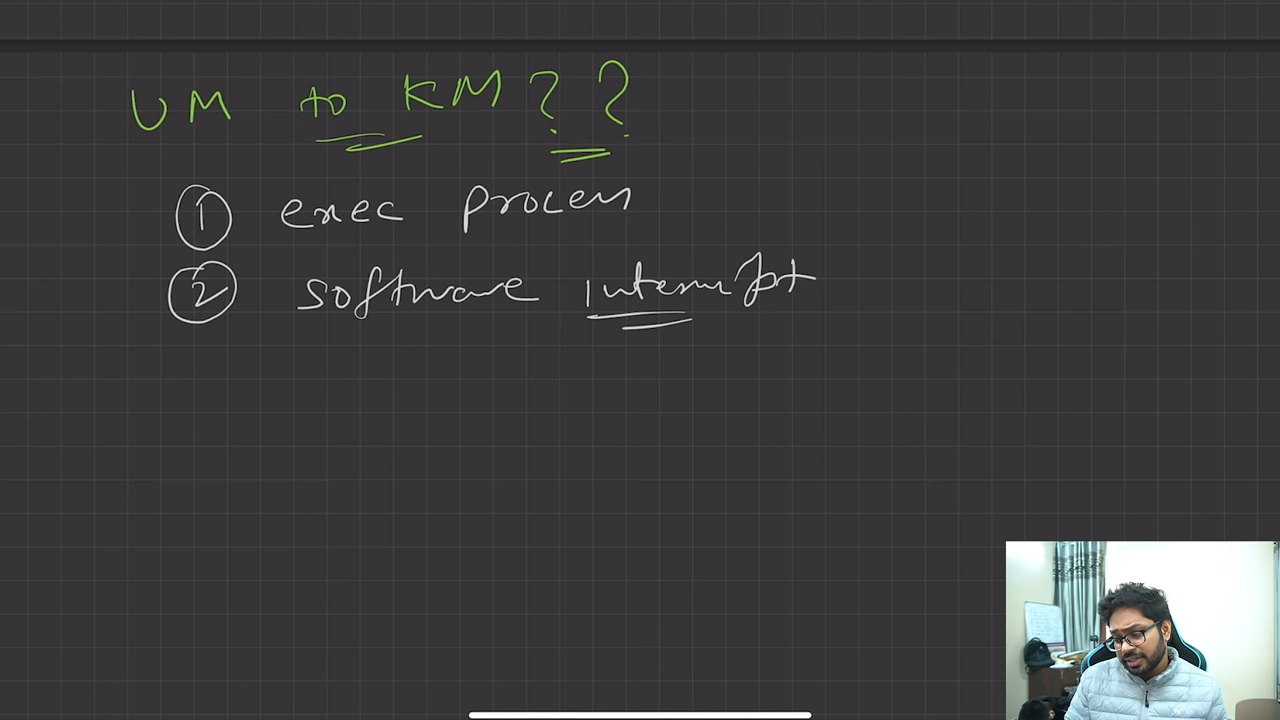 UM to KM ? ?
① exec process
② software interrupt